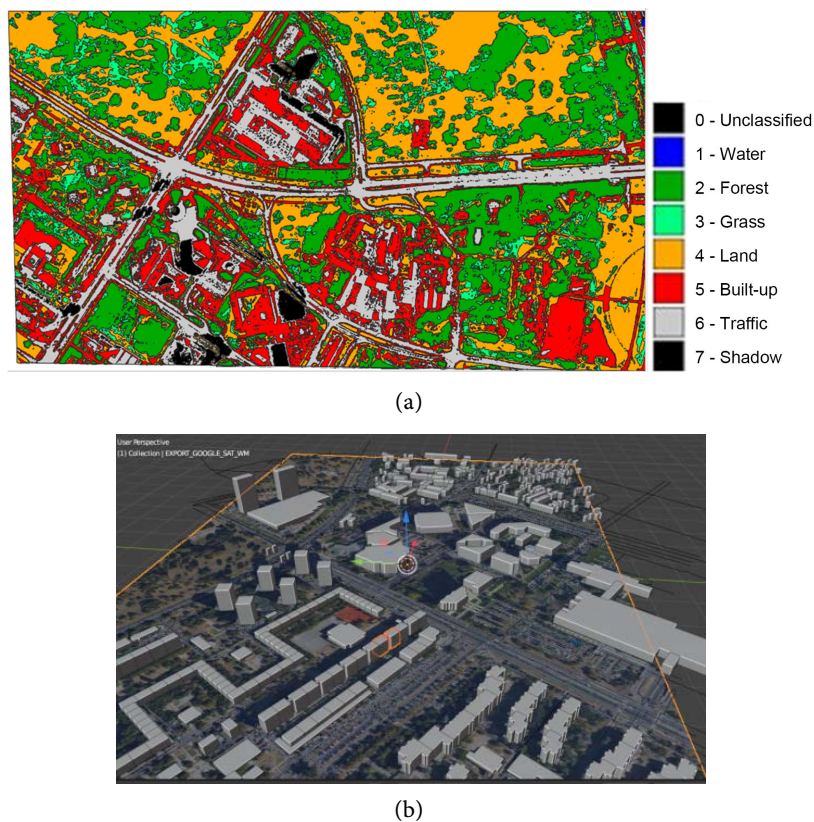 0 - Unclassified
1 - Water
2 - Forest
3 - Grass
4 - Land
5 - Built-up
6 - Traffic
7 - Shadow
(a)
User Perspective
(1) Collection | EXPORT_GOOGLE_SAT_WM
(b)